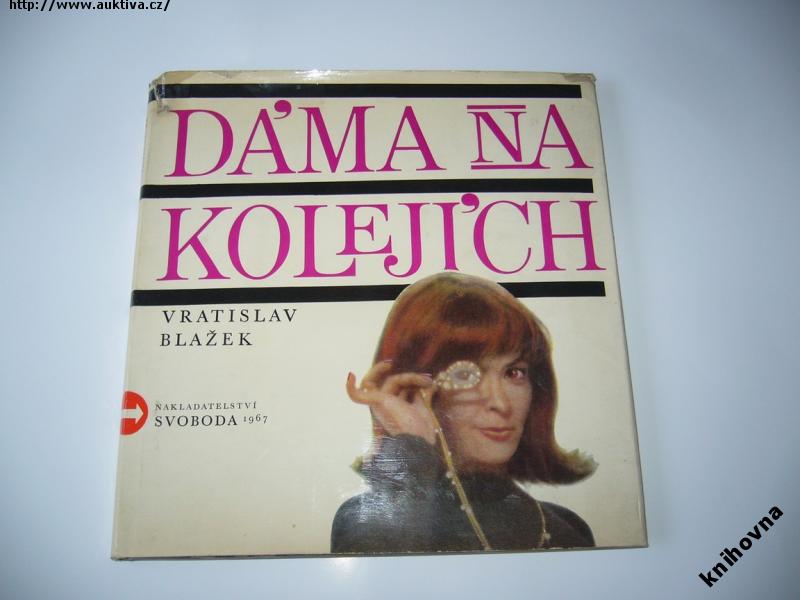 http://www.auktiva.cz/
DÁMA NA
KOLEJÍCH
VRATISLAV
BLAŽEK
NAKLADATELSTVÍ
SVOBODA 1967
knihovna